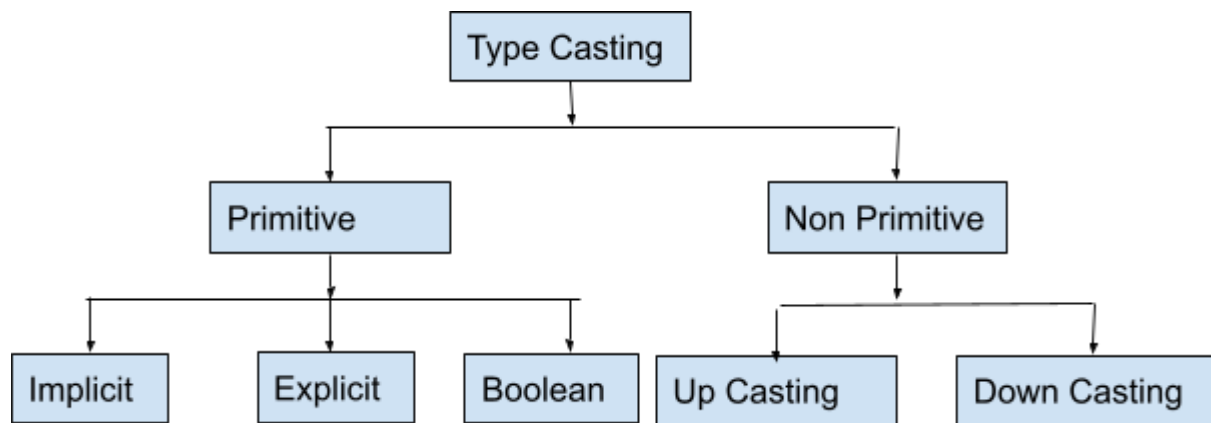 Type Casting
Primitive
Non Primitive
Implicit
Explicit
Boolean
Up Casting
Down Casting